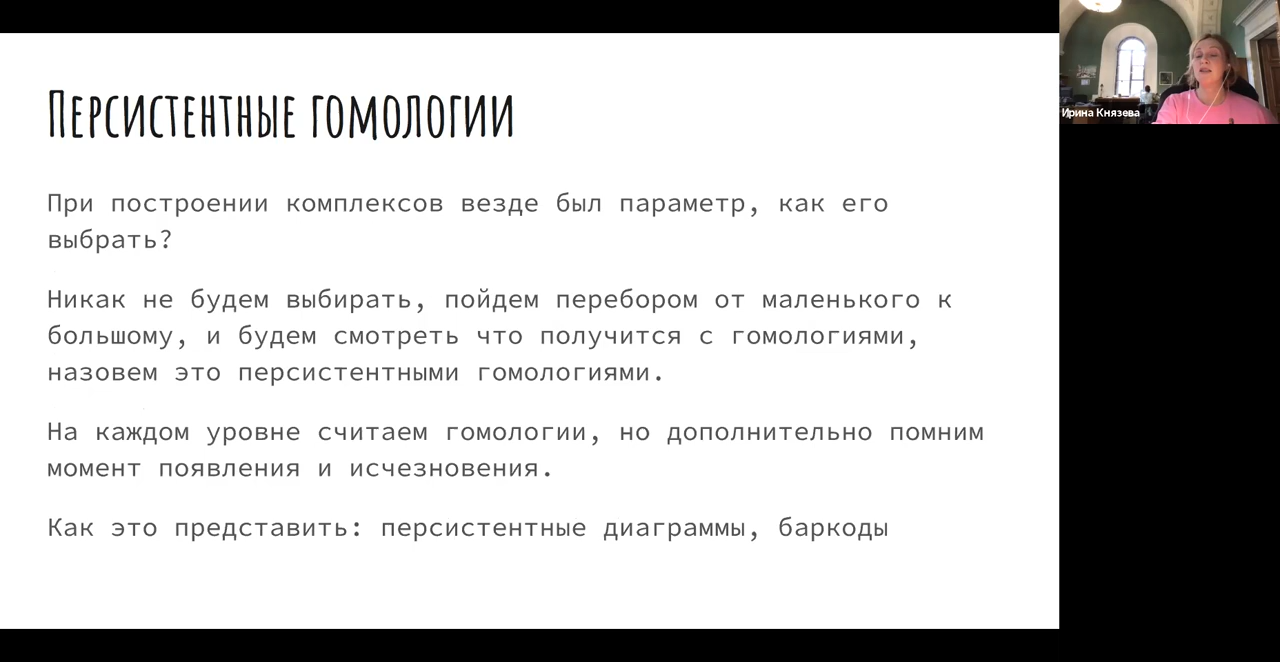 Персистентные гомологии
При построении комплексов везде был параметр, как его
выбрать?
Никак не будем выбирать, пойдем перебором от маленького к
большому, и будем смотреть что получится с гомологиями,
назовем это персистентными гомологиями.
На каждом уровне считаем гомологии, но дополнительно помним
момент появления и исчезновения.
Как это представить: персистентные диаграммы, баркоды
Ирина Князева